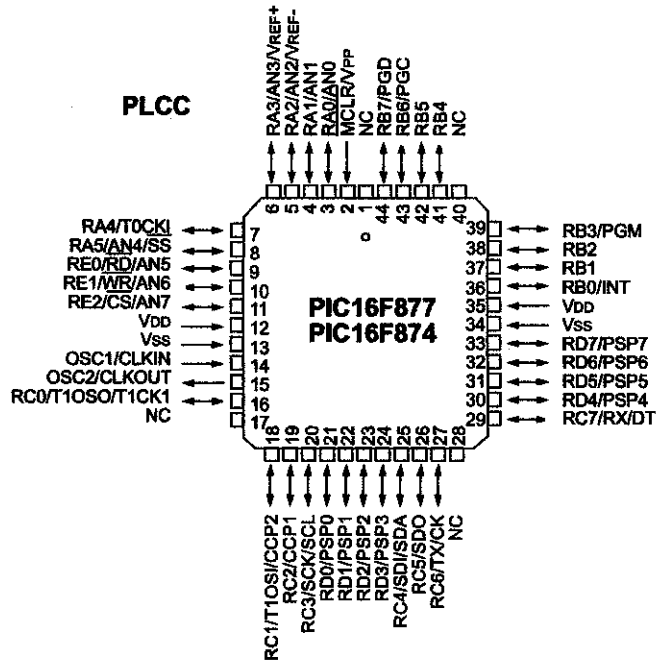 PLCC
RA3/AN3/VREF+
RA2/AN2/VREF-
RA1/AN1
RA0/AN0
MCLR/VPP
NC
RB7/PGD
RB6/PGC
RB5
RB4
NC
6 5 4 3 2 1 44 43 42 41 40
RA4/T0CKI 7
RA5/AN4/SS 8
RE0/RD/AN5 9
RE1/WR/AN6 10
RE2/CS/AN7 11
VDD 12
VSS 13
OSC1/CLKIN 14
OSC2/CLKOUT 15
RC0/T1OSO/T1CK1 16
NC 17
PIC16F877
PIC16F874
39 RB3/PGM
38 RB2
37 RB1
36 RB0/INT
35 VDD
34 VSS
33 RD7/PSP7
32 RD6/PSP6
31 RD5/PSP5
30 RD4/PSP4
29 RC7/RX/DT
18 19 20 21 22 23 24 25 26 27 28
RC1/T1OSI/CCP2
RC2/CCP1
RC3/SCK/SCL
RD0/PSP0
RD1/PSP1
RD2/PSP2
RD3/PSP3
RC4/SDI/SDA
RC5/SDO
RC6/TX/CK
NC